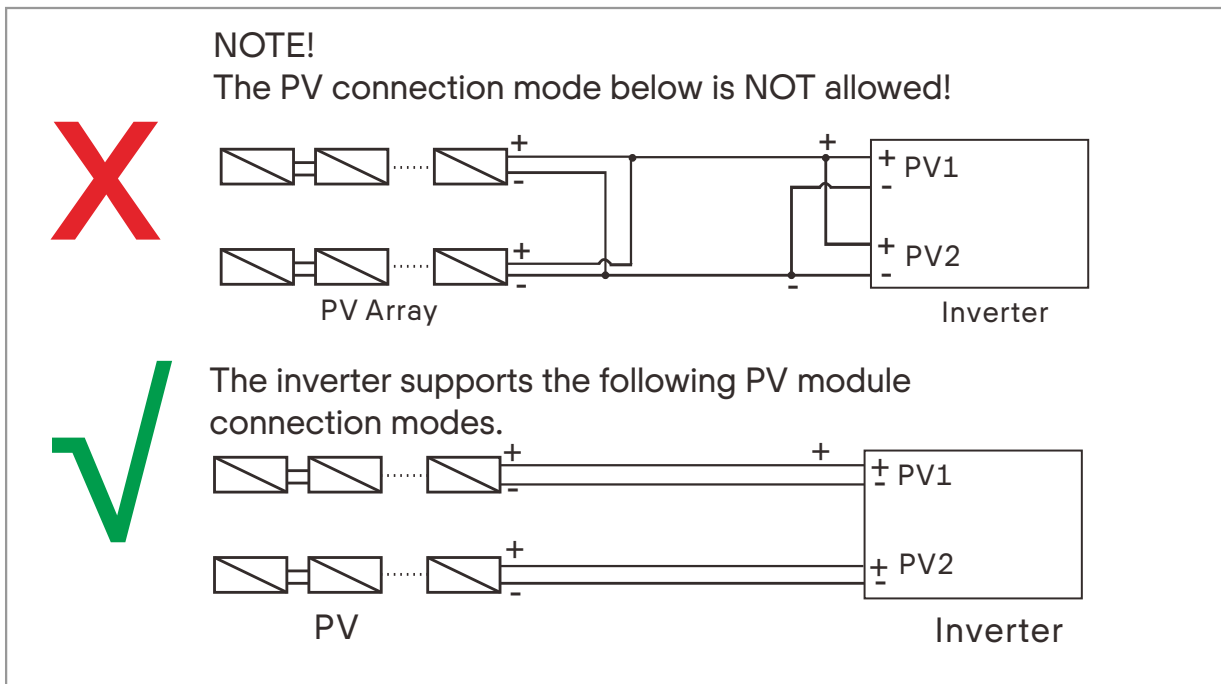 NOTE!
The PV connection mode below is NOT allowed!
X
+
-
+
-
PV Array
+
-
+ PV1
-
+ PV2
-
Inverter
The inverter supports the following PV module
connection modes.
+
-
+
-
PV
+
+ PV1
-
+ PV2
-
Inverter